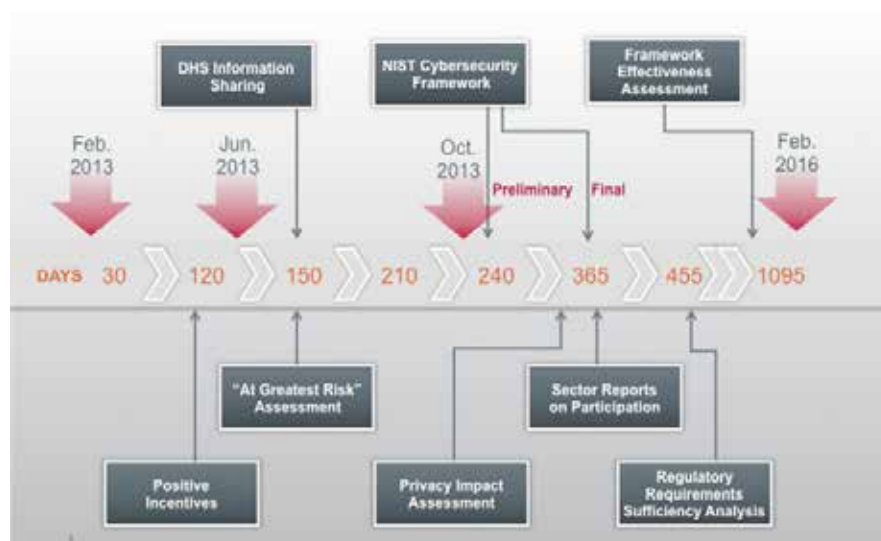 DHS Information
Sharing
NIST Cybersecurity
Framework
Framework
Effectiveness
Assessment
Feb.
2013
Jun.
2013
Oct.
2013
Feb.
2016
Preliminary
Final
DAYS 30 120 150 210 240 365 455 1095
"At Greatest Risk"
Assessment
Sector Reports
on Participation
Positive
Incentives
Privacy Impact
Assessment
Regulatory
Requirements
Sufficiency Analysis